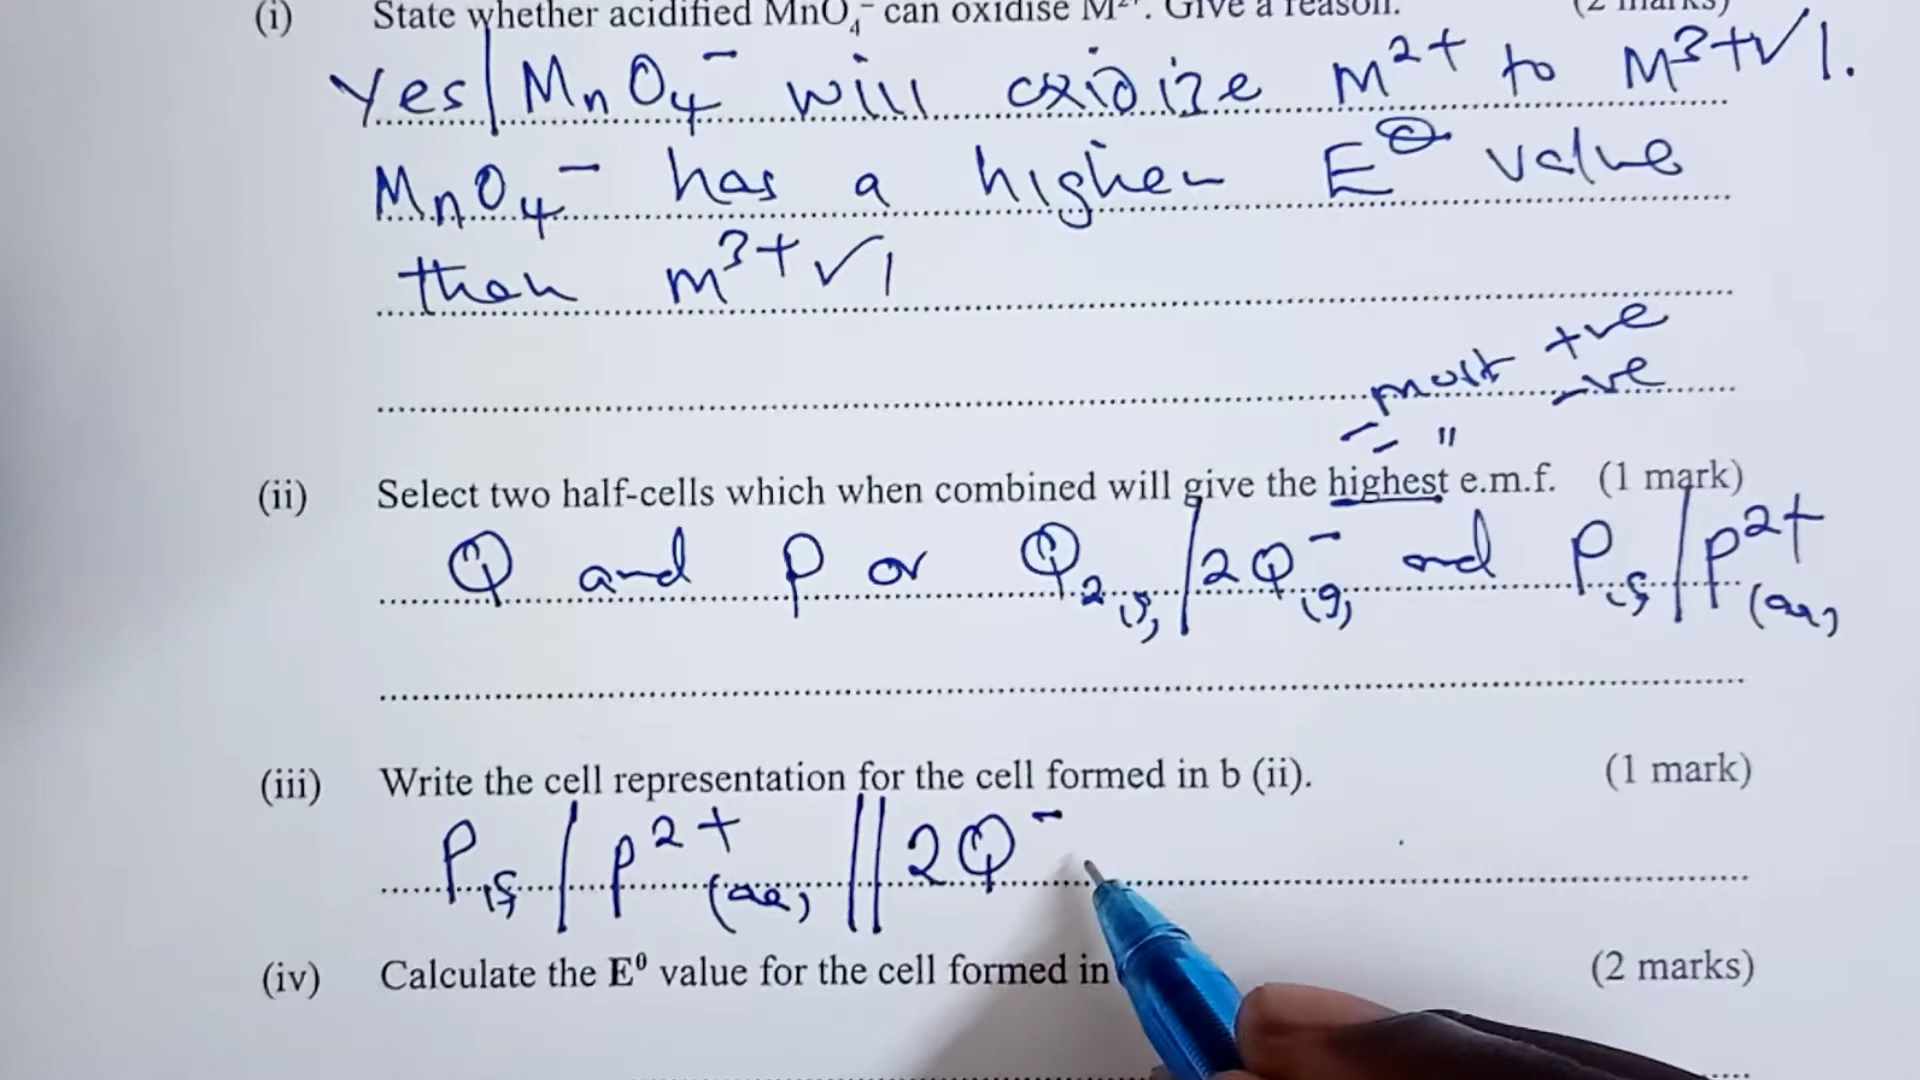 (i) State whether acidified MnO₄⁻ can oxidise M²⁺. Give a reason. (2 marks)
Yes/MnO₄⁻ will oxidize M²⁺ to M³⁺✓1.
MnO₄⁻ has a higher E⊖ value
than M³⁺✓1
- most +ve
- " -ve
(ii) Select two half-cells which when combined will give the highest e.m.f. (1 mark)
Q and P or Q₂(g)/2Q⁻(g) and P(s)/P²⁺(aq)
(iii) Write the cell representation for the cell formed in b (ii). (1 mark)
P(s)/P²⁺(aq)//2Q⁻
(iv) Calculate the E⁰ value for the cell formed in (2 marks)